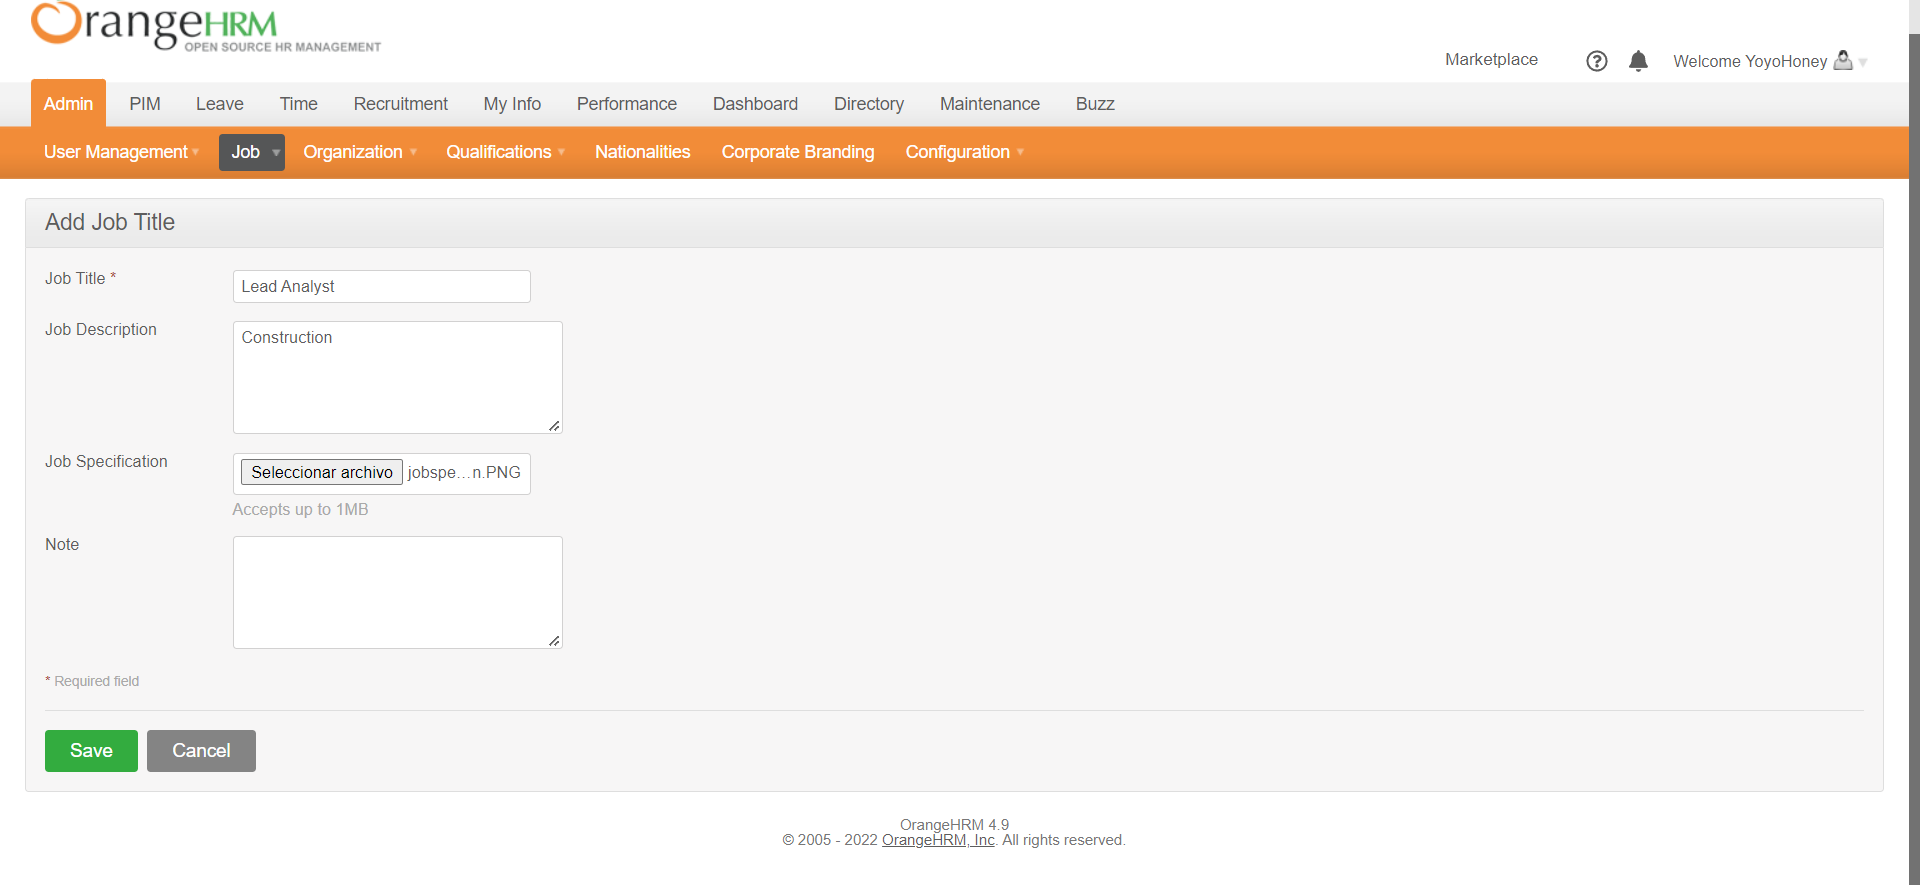 OrangeHRM
OPEN SOURCE HR MANAGEMENT
Marketplace
Welcome YoyoHoney
Admin PIM Leave Time Recruitment My Info Performance Dashboard Directory Maintenance Buzz
User Management Job Organization Qualifications Nationalities Corporate Branding Configuration
Add Job Title
Job Title *
Lead Analyst
Job Description
Construction
Job Specification
Seleccionar archivo jobspe...n.PNG
Accepts up to 1MB
Note
* Required field
Save Cancel
OrangeHRM 4.9
© 2005 - 2022 OrangeHRM, Inc. All rights reserved.